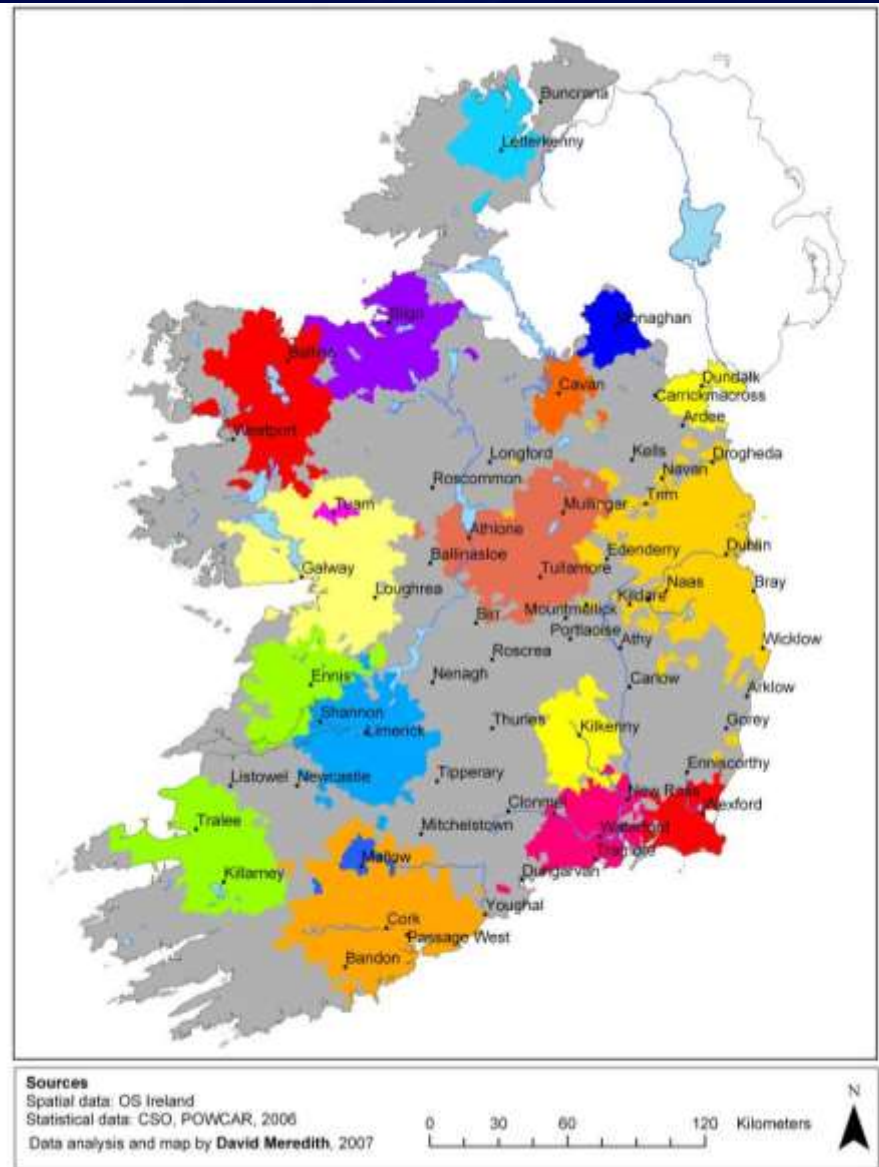 Buncrana
Letterkenny
Sligo
Monaghan
Ballina
Cavan
Dundalk
Carrickmacross
Ardee
Westport
Longford
Kells
Drogheda
Navan
Roscommon
Tuam
Mullingar
Trim
Athlone
Ballinasloe
Edenderry
Dublin
Galway
Tullamore
Naas
Bray
Loughrea
Kildare
Birr
Mountmellick
Portlaoise
Athy
Wicklow
Roscrea
Ennis
Nenagh
Carlow
Arklow
Shannon
Limerick
Thurles
Kilkenny
Gorey
Enniscorthy
Listowel
Newcastle
Tipperary
New Ross
Wexford
Clonmel
Tralee
Mitchelstown
Waterford
Tramore
Mallow
Killarney
Dungarvan
Youghal
Cork
Passage West
Bandon
Sources
Spatial data: OS Ireland
Statistical data: CSO, POWCAR, 2006
Data analysis and map by David Meredith, 2007
0 30 60 120 Kilometers
N